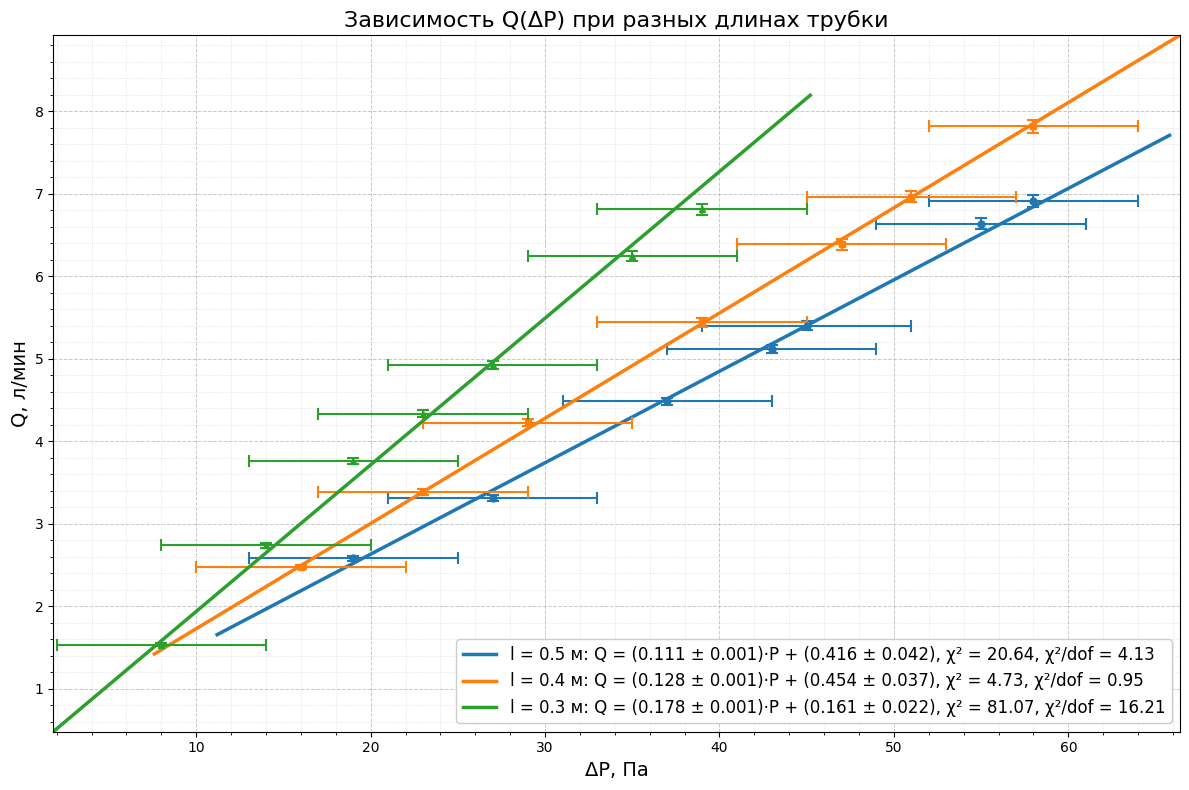 Зависимость Q(ΔP) при разных длинах трубки
Q, л/мин
8
7
6
5
4
3
2
1
10 20 30 40 50 60
ΔP, Па
l = 0.5 м: Q = (0.111 ± 0.001)·P + (0.416 ± 0.042), χ² = 20.64, χ²/dof = 4.13
l = 0.4 м: Q = (0.128 ± 0.001)·P + (0.454 ± 0.037), χ² = 4.73, χ²/dof = 0.95
l = 0.3 м: Q = (0.178 ± 0.001)·P + (0.161 ± 0.022), χ² = 81.07, χ²/dof = 16.21